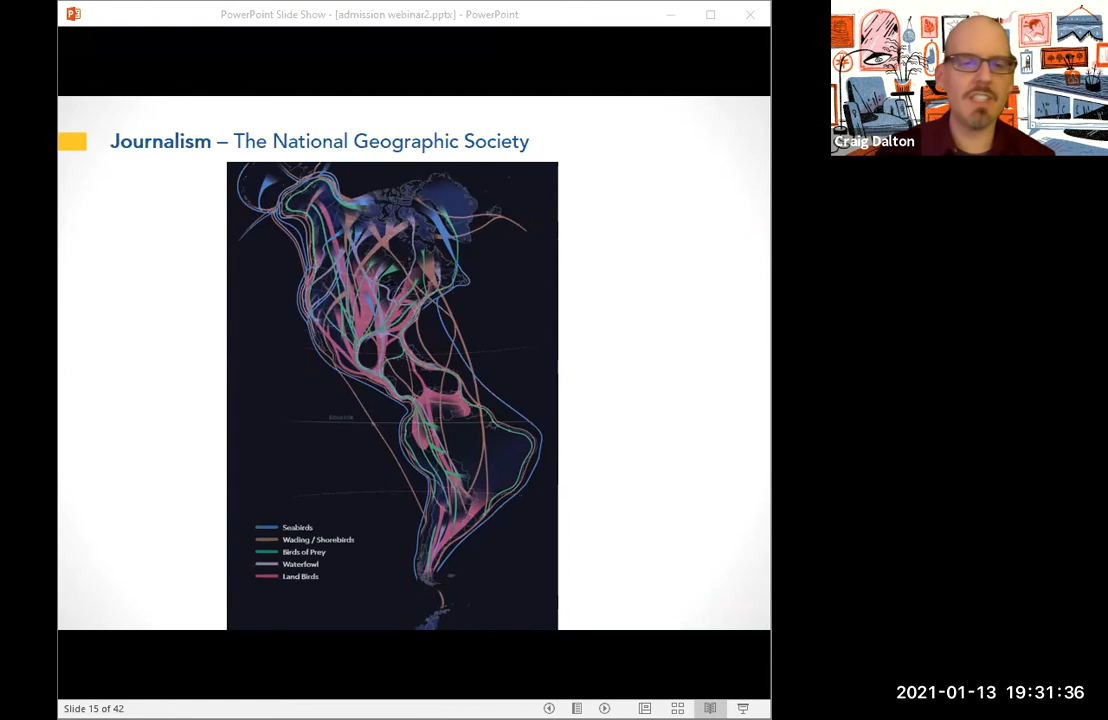 PowerPoint Slide Show - [admission webinar2.pptx] - PowerPoint
Journalism – The National Geographic Society
Seabirds
Wading / Shorebirds
Birds of Prey
Waterfowl
Land Birds
Slide 15 of 42
Craig Dalton
2021-01-13 19:31:36